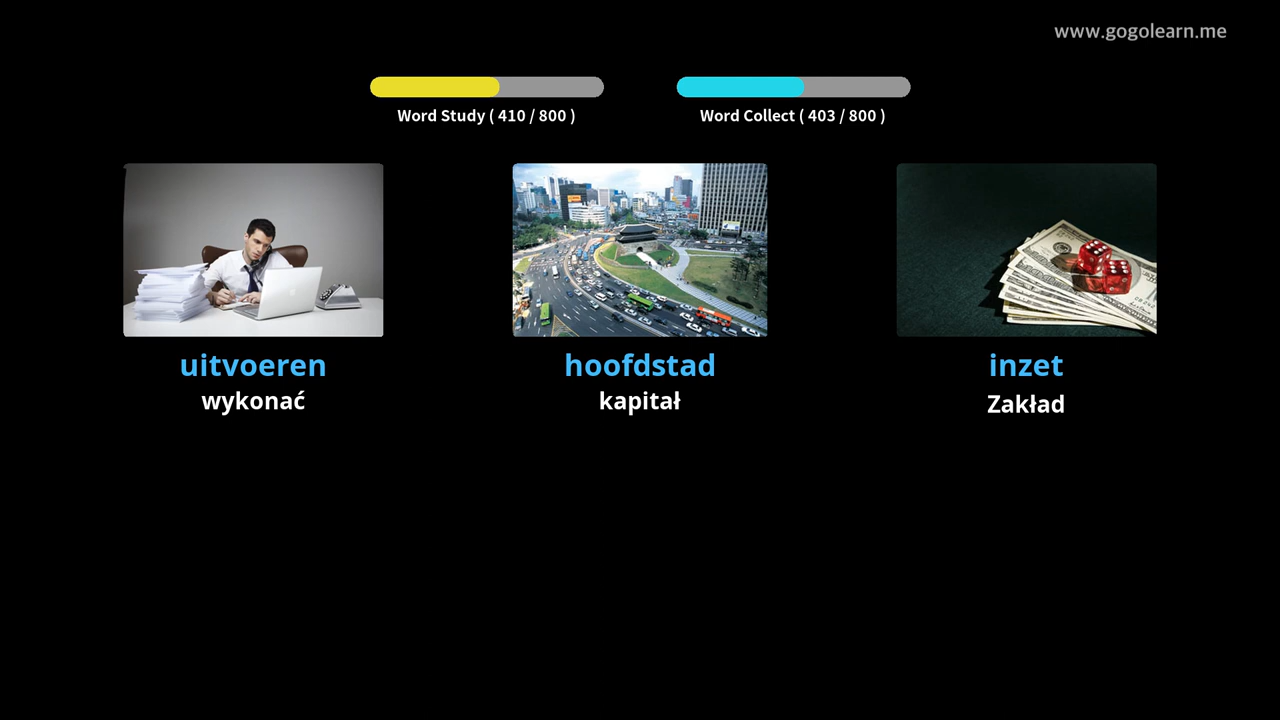 www.gogolearn.me
Word Study ( 410 / 800 )
Word Collect ( 403 / 800 )
uitvoeren
hoofdstad
inzet
wykonać
kapitał
Zakład